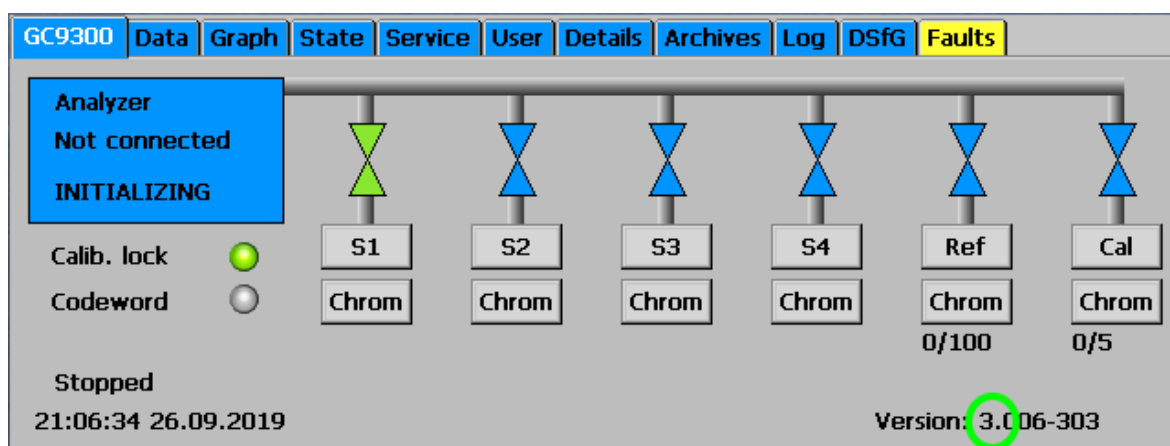 GC9300 Data Graph State Service User Details Archives Log DSfG Faults
Analyzer
Not connected
INITIALIZING
Calib. lock
Codeword
S1 S2 S3 S4 Ref Cal
Chrom Chrom Chrom Chrom Chrom Chrom
0/100 0/5
Stopped
21:06:34 26.09.2019
Version: 3.006-303